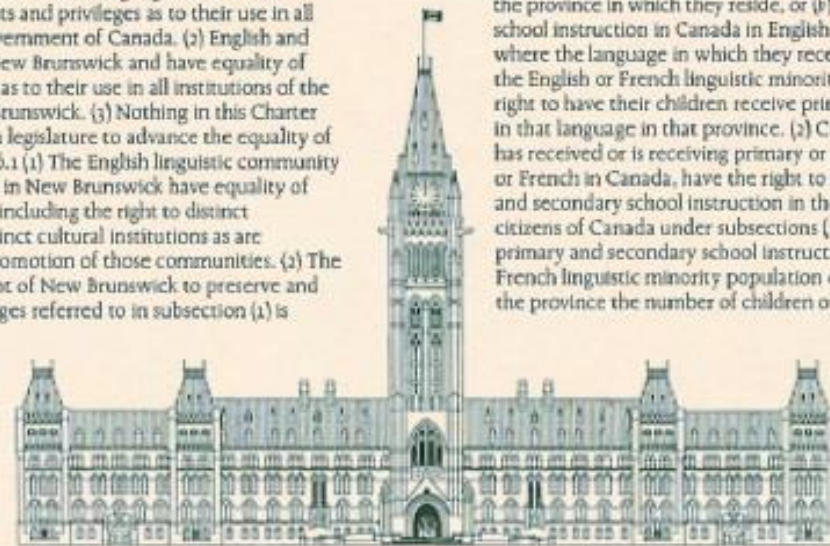 ts and privileges as to their use in all
vernment of Canada. (2) English and
ew Brunswick and have equality of
as to their use in all institutions of the
runswick. (3) Nothing in this Charter
legislature to advance the equality of
6.1 (1) The English linguistic community
in New Brunswick have equality of
including the right to distinct
inct cultural institutions as are
omotion of those communities. (2) The
nt of New Brunswick to preserve and
ges referred to in subsection (1) is
the province in which they reside, or (b)
school instruction in Canada in English
where the language in which they rece
the English or French linguistic minorit
right to have their children receive prim
in that language in that province. (2) C
has received or is receiving primary or
or French in Canada, have the right to
and secondary school instruction in th
citizens of Canada under subsections (
primary and secondary school instruct
French linguistic minority population
the province the number of children o